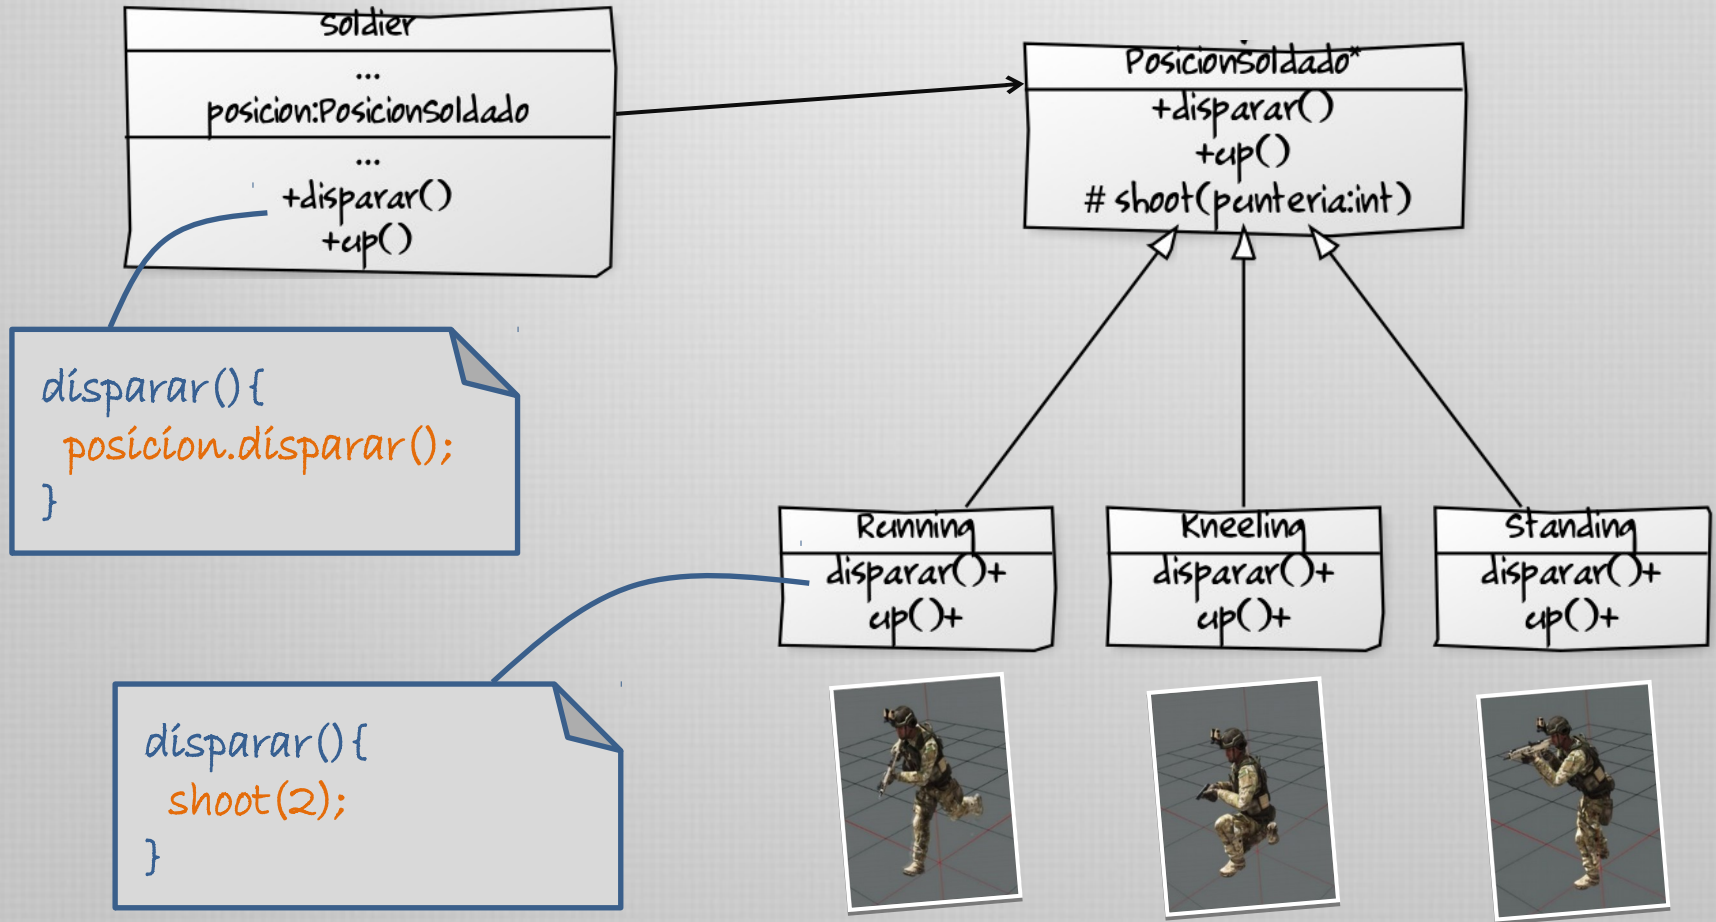 Soldier
...
posicion:PosicionSoldado
...
+disparar()
+up()
PosicionSoldado*
+disparar()
+up()
# shoot(punteria:int)
disparar(){
posicion.disparar();
}
Running
disparar()+
up()+
Kneeling
disparar()+
up()+
Standing
disparar()+
up()+
disparar(){
shoot(2);
}